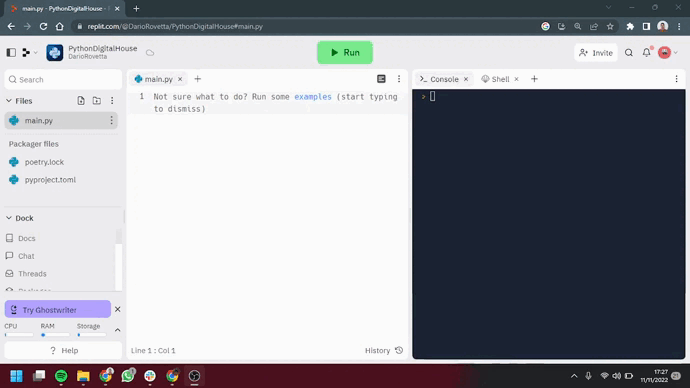 main.py - PythonDigitalHouse - R
replit.com/@DarioRovetta/PythonDigitalHouse#main.py
PythonDigitalHouse
DarioRovetta
Run
Invite
Search
main.py
Console
Shell
Files
1 Not sure what to do? Run some examples (start typing
to dismiss)
main.py
Packager files
poetry.lock
pyproject.toml
Dock
Docs
Chat
Threads
Try Ghostwriter
CPU RAM Storage
? Help
Line 1 : Col 1
History
17:27
11/11/2022